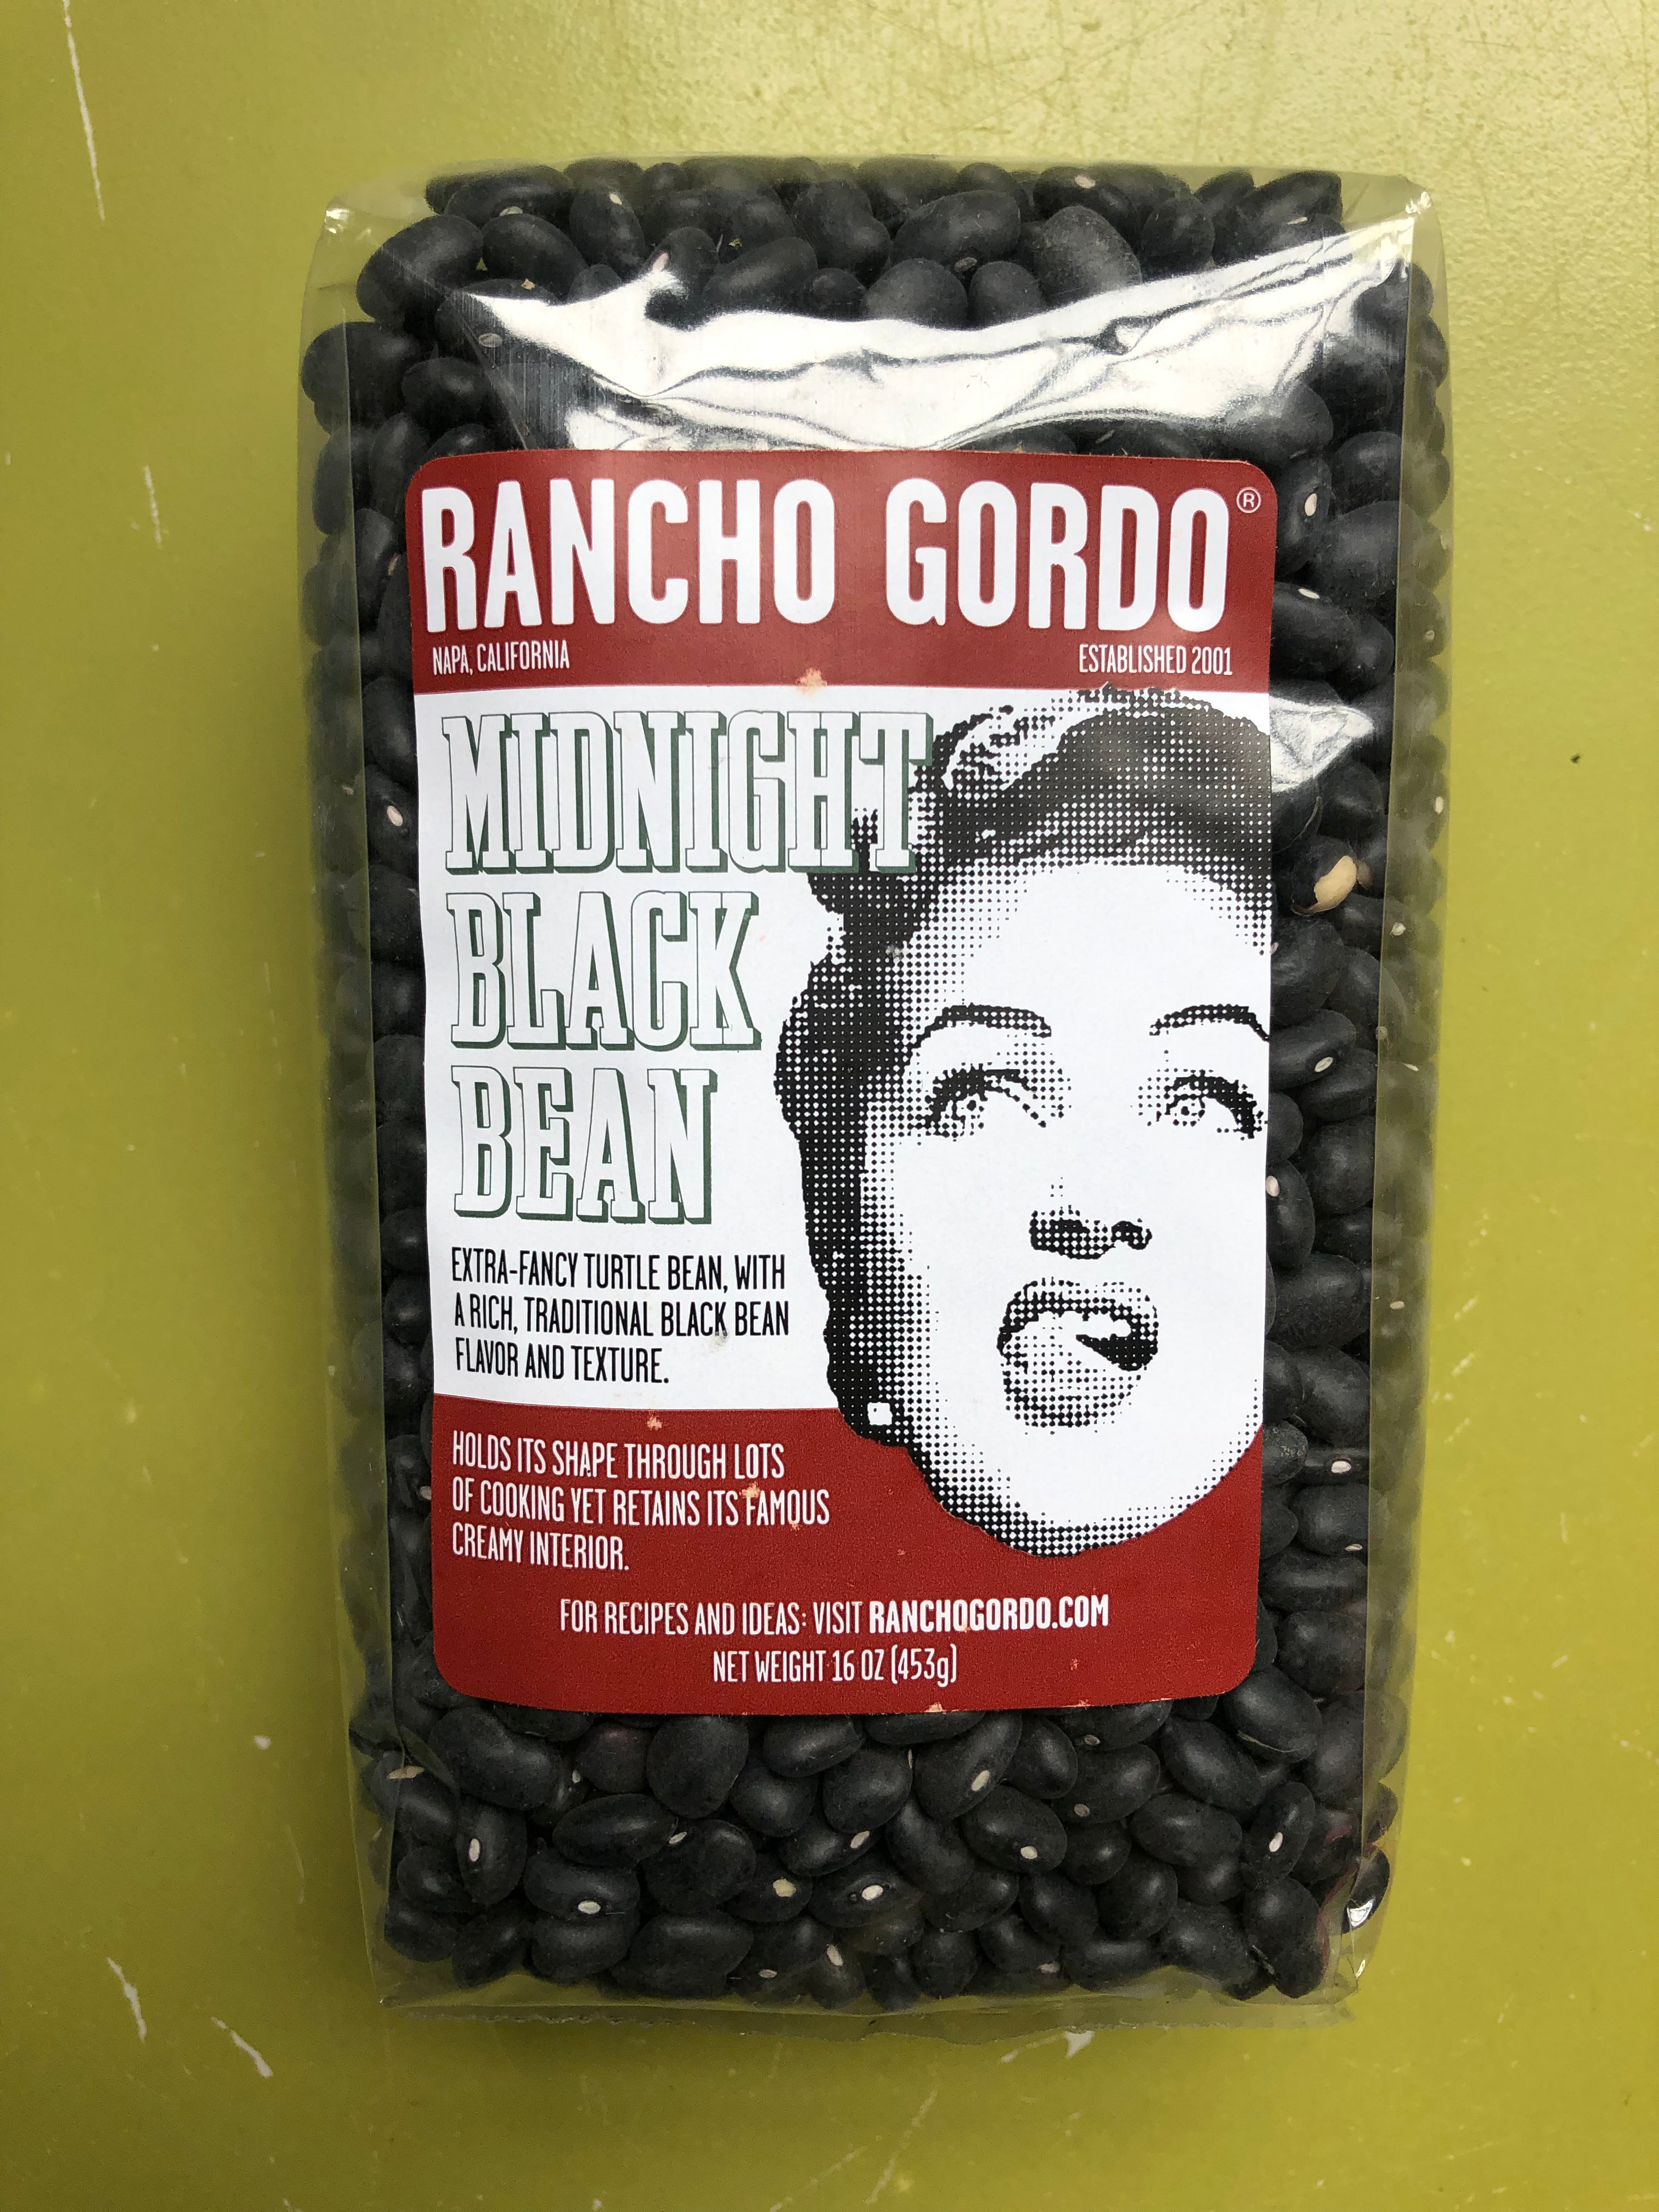 RANCHO GORDO®
NAPA, CALIFORNIA
ESTABLISHED 2001
MIDNIGHT
BLACK
BEAN
EXTRA-FANCY TURTLE BEAN, WITH
A RICH, TRADITIONAL BLACK BEAN
FLAVOR AND TEXTURE.
HOLDS ITS SHAPE THROUGH LOTS
OF COOKING YET RETAINS ITS FAMOUS
CREAMY INTERIOR.
FOR RECIPES AND IDEAS: VISIT RANCHOGORDO.COM
NET WEIGHT 16 OZ (453g)